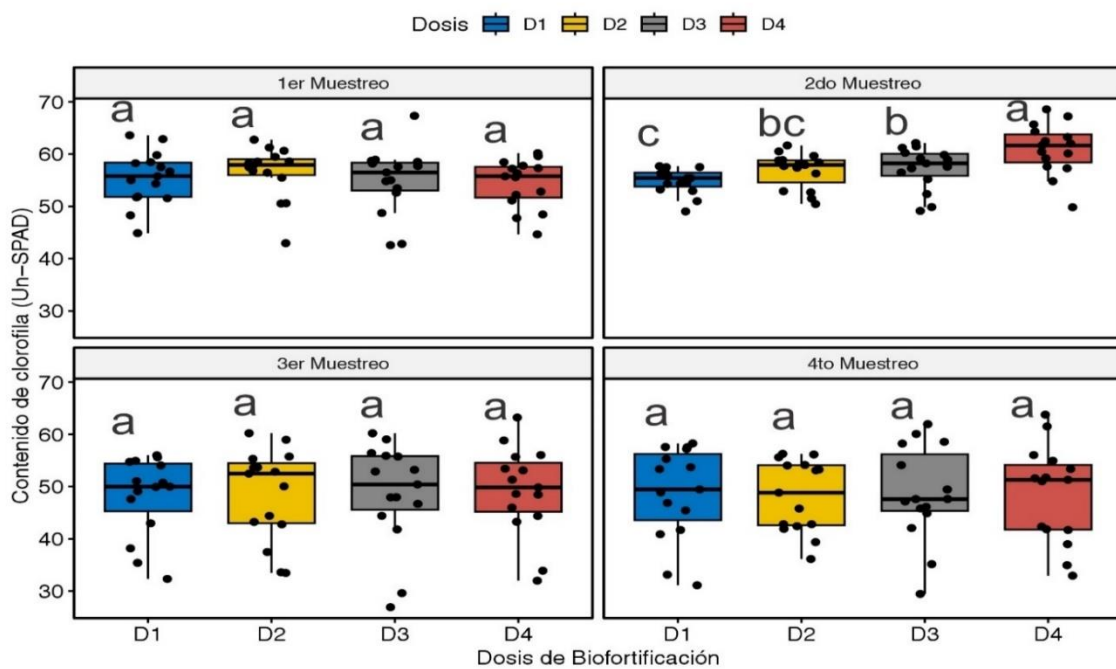 Dosis D1 D2 D3 D4
1er Muestreo
2do Muestreo
a a a a
c bc b a
70
60
50
40
30
Contenido de clorofila (Un-SPAD)
3er Muestreo
4to Muestreo
a a a a
a a a a
70
60
50
40
30
D1 D2 D3 D4
D1 D2 D3 D4
Dosis de Biofortificación